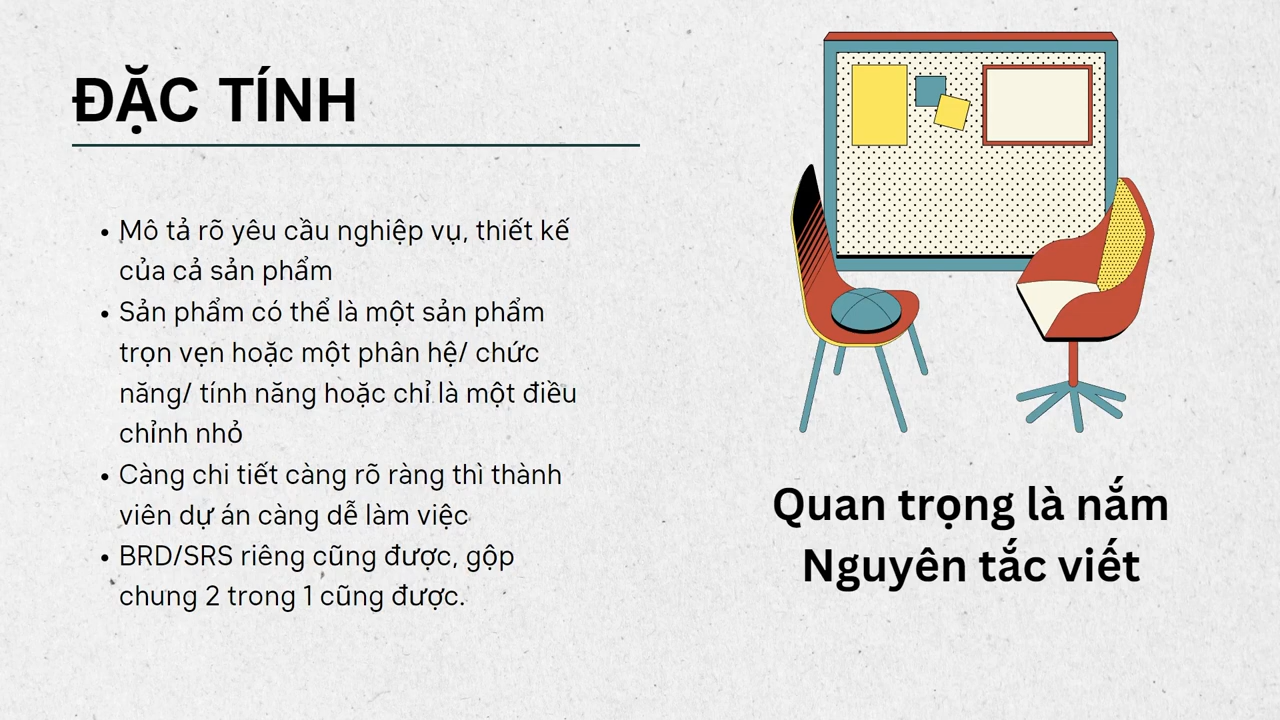 ĐẶC TÍNH
• Mô tả rõ yêu cầu nghiệp vụ, thiết kế
của cả sản phẩm
• Sản phẩm có thể là một sản phẩm
trọn vẹn hoặc một phân hệ/ chức
năng/ tính năng hoặc chỉ là một điều
chỉnh nhỏ
• Càng chi tiết càng rõ ràng thì thành
viên dự án càng dễ làm việc
• BRD/SRS riêng cũng được, gộp
chung 2 trong 1 cũng được.
Quan trọng là nắm
Nguyên tắc viết